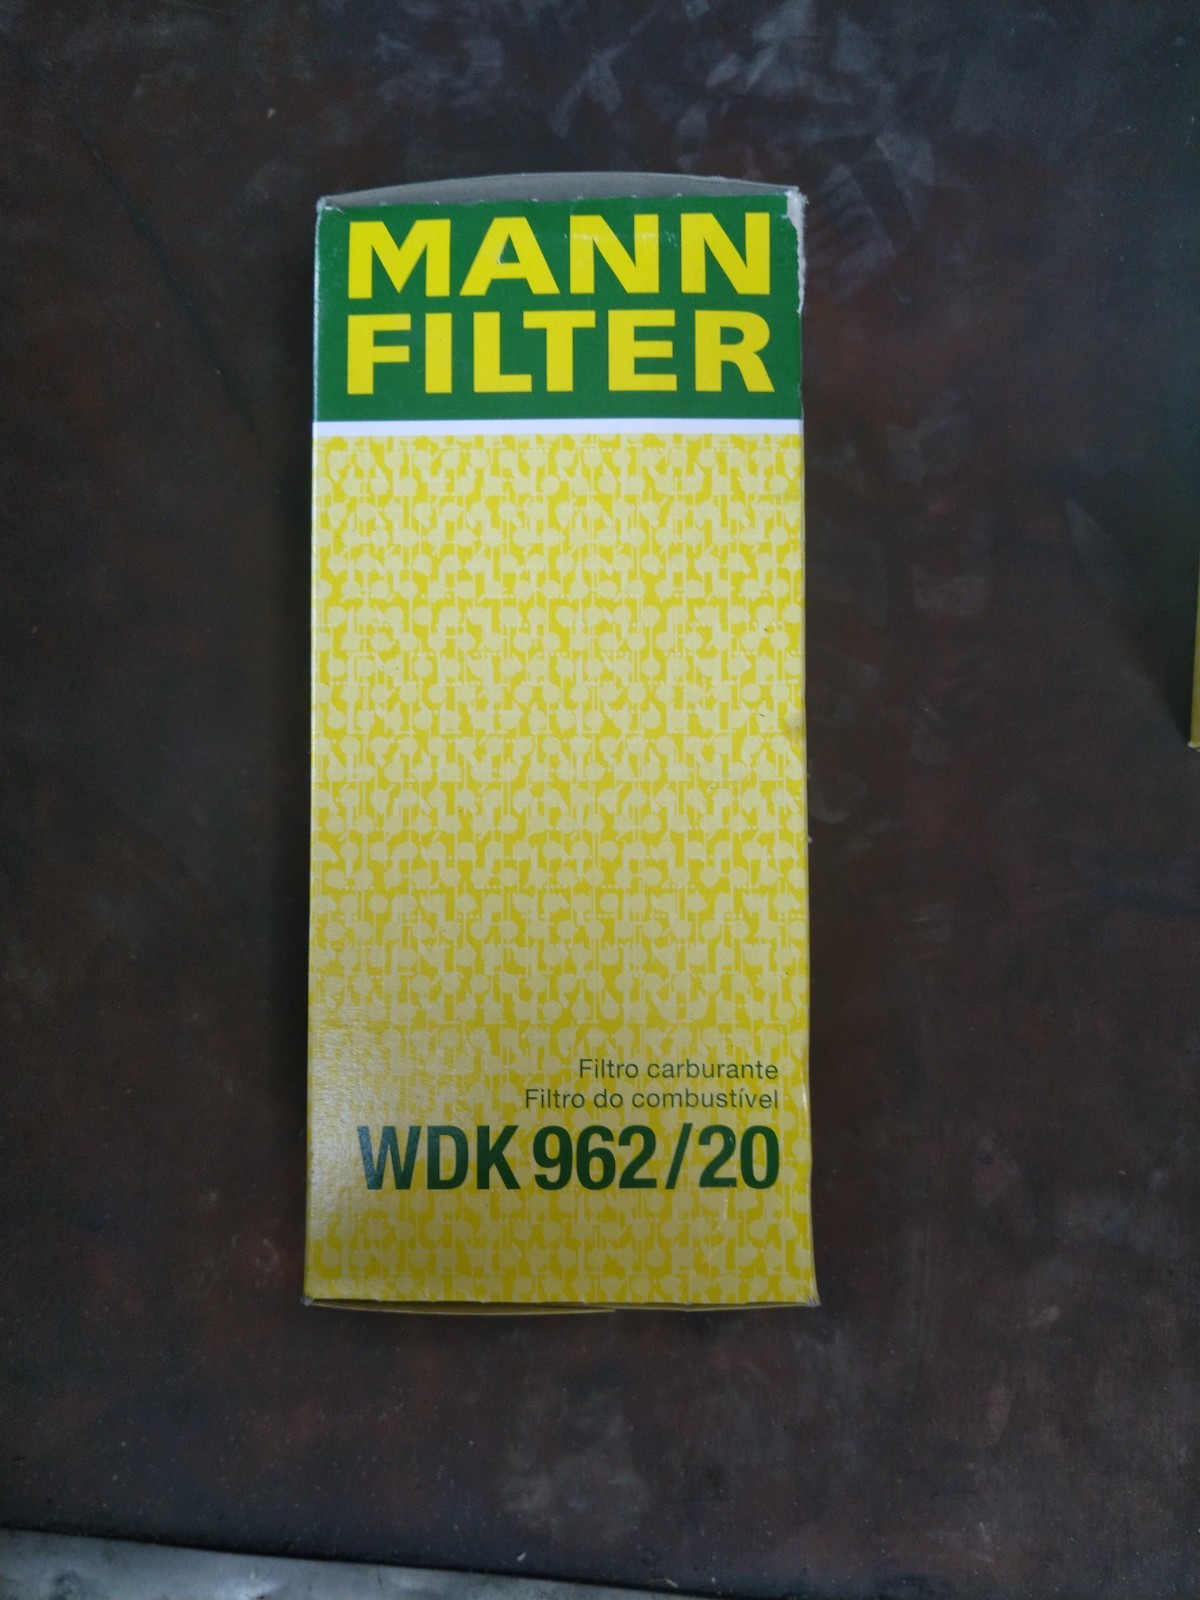 MANN
FILTER
Filtro carburante
Filtro do combustível
WDK 962/20